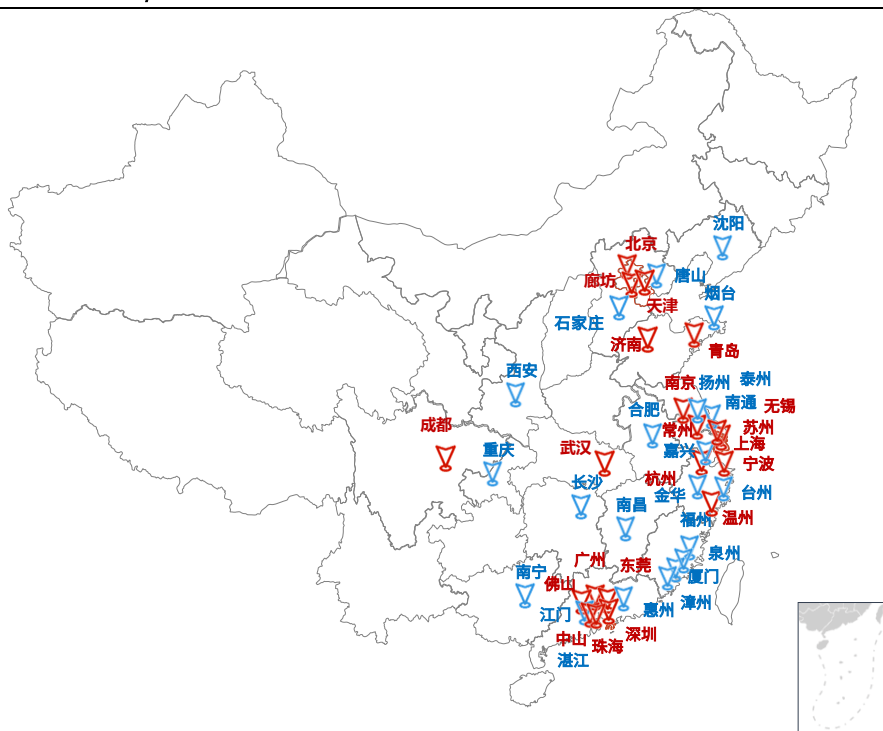 沈阳
北京
唐山
廊坊
烟台
天津
石家庄
济南
青岛
西安
南京
扬州
泰州
合肥
南通
无锡
成都
常州
苏州
重庆
武汉
嘉兴
上海
宁波
杭州
长沙
金华
台州
南昌
福州
温州
泉州
广州
东莞
南宁
佛山
厦门
江门
惠州
漳州
中山
珠海
深圳
湛江